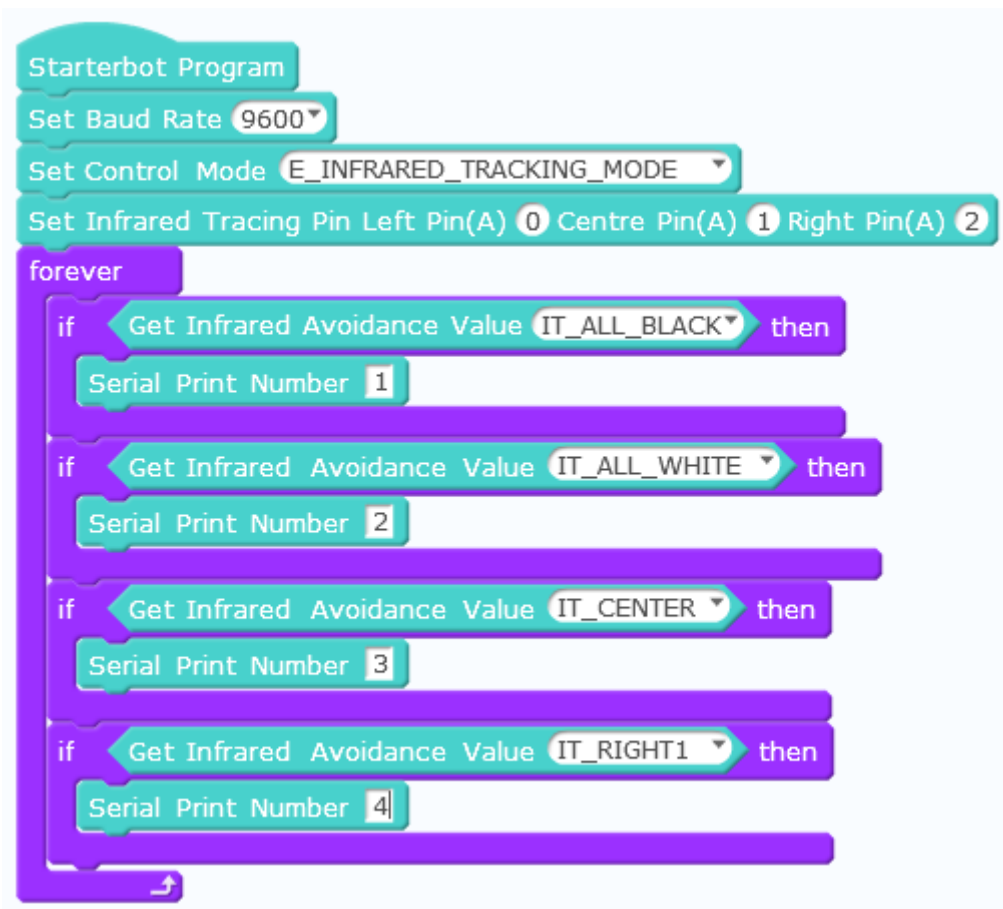 Starterbot Program
Set Baud Rate 9600
Set Control Mode E_INFRARED_TRACKING_MODE
Set Infrared Tracing Pin Left Pin(A) 0 Centre Pin(A) 1 Right Pin(A) 2
forever
if Get Infrared Avoidance Value IT_ALL_BLACK then
Serial Print Number 1
if Get Infrared Avoidance Value IT_ALL_WHITE then
Serial Print Number 2
if Get Infrared Avoidance Value IT_CENTER then
Serial Print Number 3
if Get Infrared Avoidance Value IT_RIGHT1 then
Serial Print Number 4